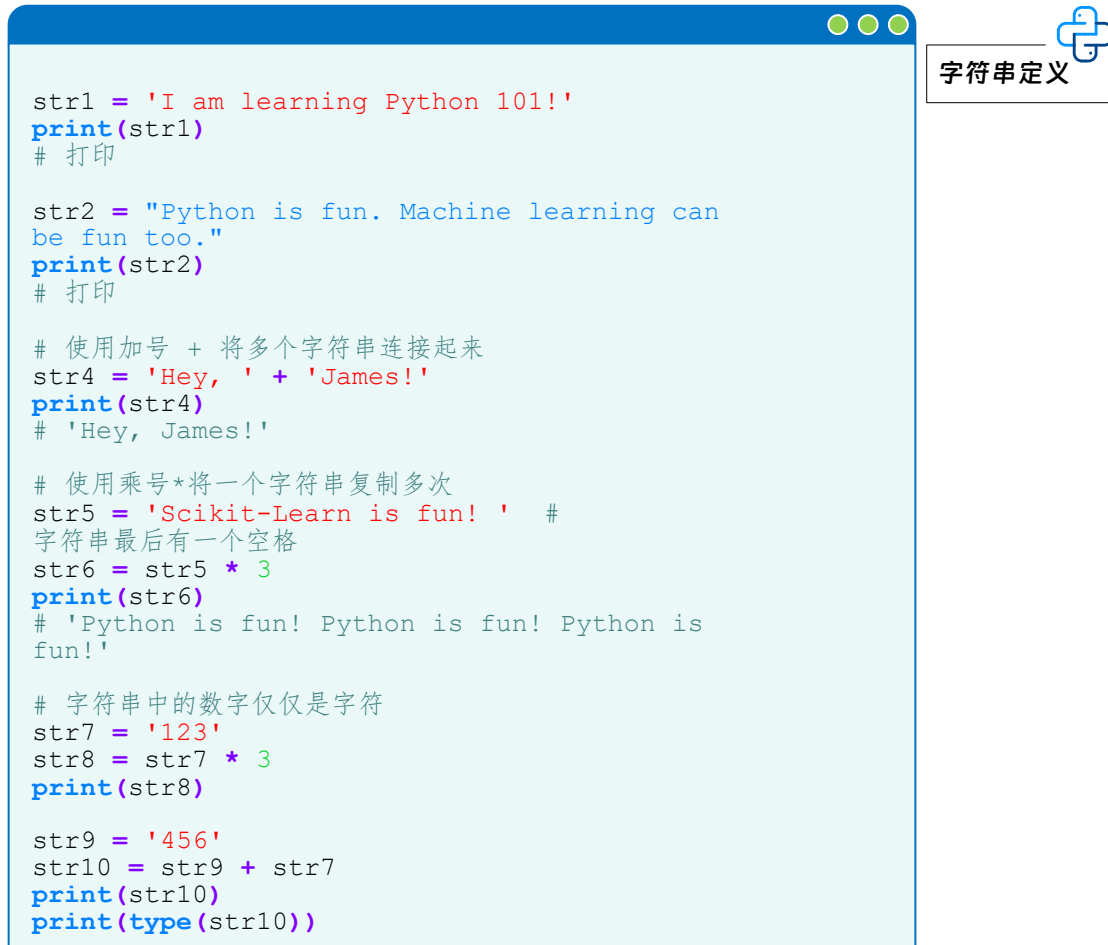 字符串定义
str1 = 'I am learning Python 101!'
print(str1)
# 打印
str2 = "Python is fun. Machine learning can
be fun too."
print(str2)
# 打印
# 使用加号 + 将多个字符串连接起来
str4 = 'Hey, ' + 'James!'
print(str4)
# 'Hey, James!'
# 使用乘号*将一个字符串复制多次
str5 = 'Scikit-Learn is fun! '  #
字符串最后有一个空格
str6 = str5 * 3
print(str6)
# 'Python is fun! Python is fun! Python is
fun!'
# 字符串中的数字仅仅是字符
str7 = '123'
str8 = str7 * 3
print(str8)
str9 = '456'
str10 = str9 + str7
print(str10)
print(type(str10))